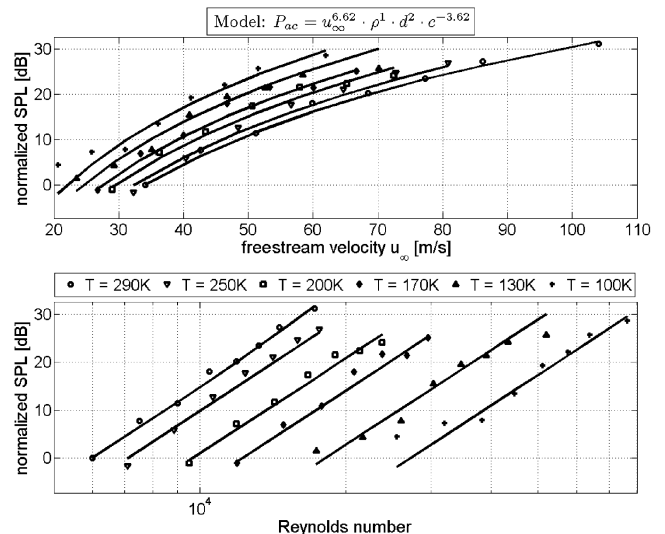 Model: P_ac = u_∞^6.62 · ρ^1 · d^2 · c^−3.62
normalized SPL [dB]
30
20
10
0
20 30 40 50 60 70 80 90 100 110
freestream velocity u_∞ [m/s]
T = 290K T = 250K T = 200K T = 170K T = 130K T = 100K
normalized SPL [dB]
30
20
10
0
10^4
Reynolds number